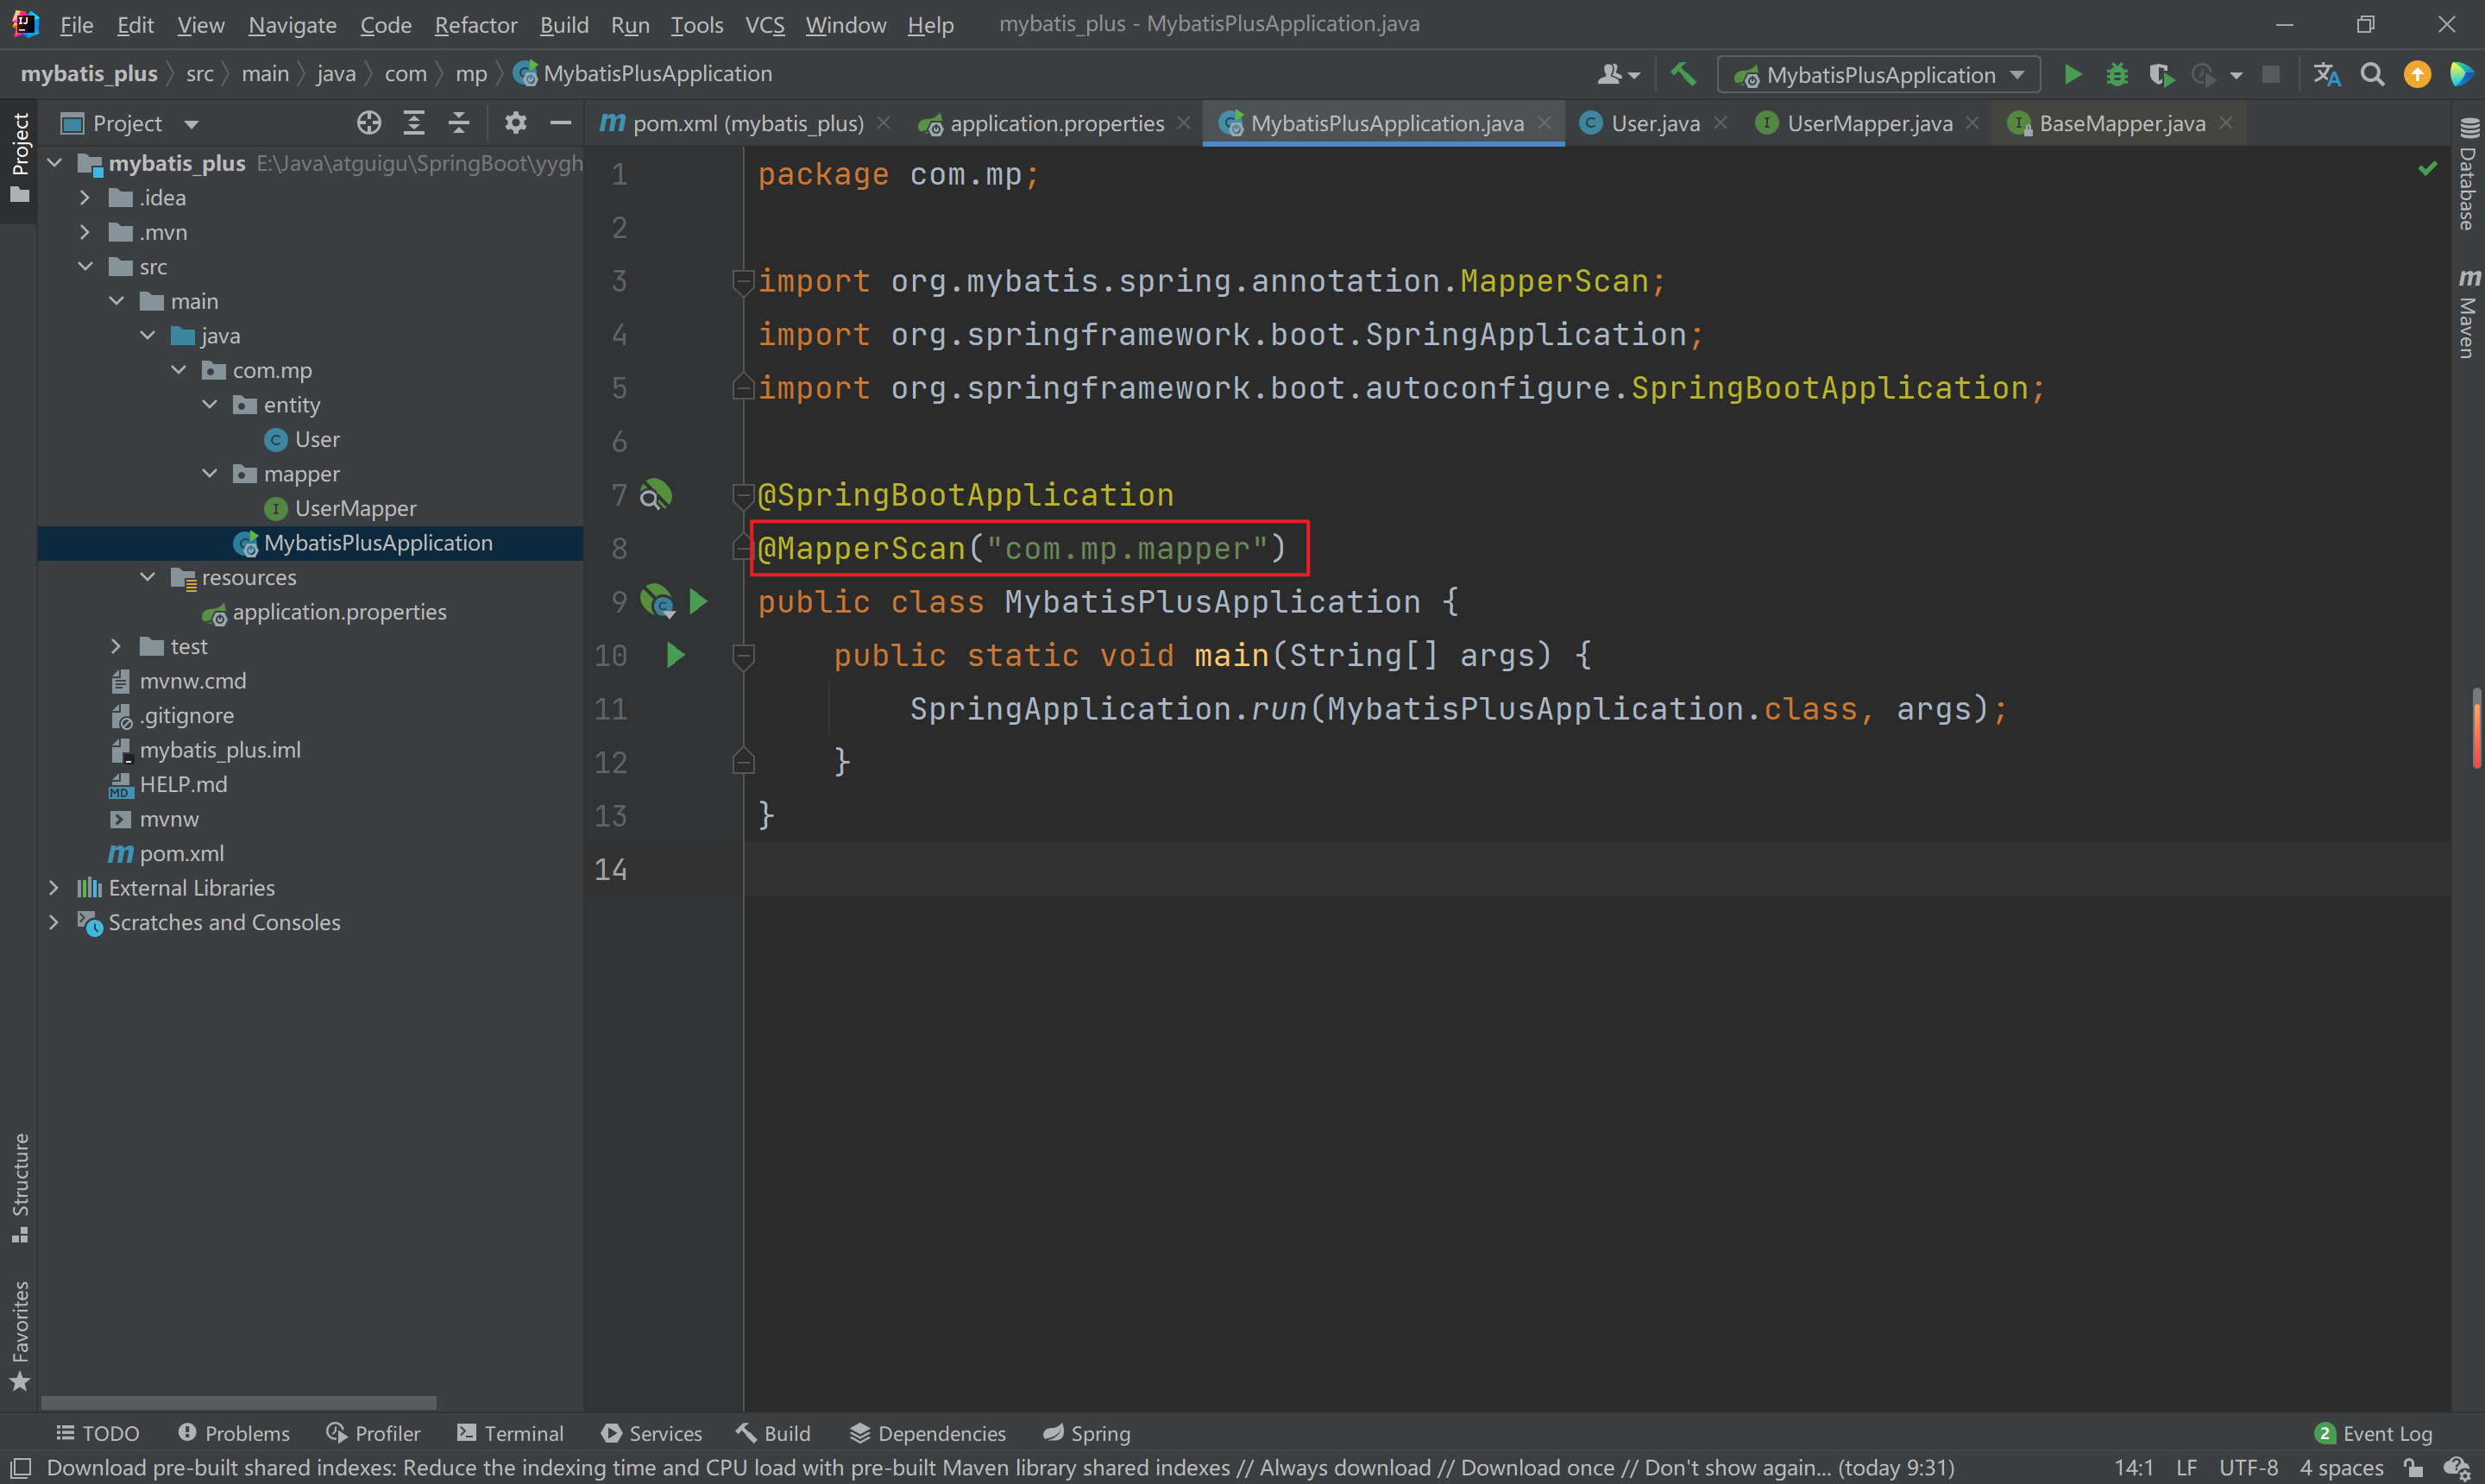 File Edit View Navigate Code Refactor Build Run Tools VCS Window Help mybatis_plus - MybatisPlusApplication.java
mybatis_plus src main java com mp MybatisPlusApplication MybatisPlusApplication
Project
Project
pom.xml (mybatis_plus) application.properties MybatisPlusApplication.java User.java UserMapper.java BaseMapper.java
mybatis_plus E:\Java\atguigu\SpringBoot\yygh
.idea
.mvn
src
main
java
com.mp
entity
User
mapper
UserMapper
MybatisPlusApplication
resources
application.properties
test
mvnw.cmd
.gitignore
mybatis_plus.iml
HELP.md
mvnw
pom.xml
External Libraries
Scratches and Consoles
1 package com.mp;
2
3 import org.mybatis.spring.annotation.MapperScan;
4 import org.springframework.boot.SpringApplication;
5 import org.springframework.boot.autoconfigure.SpringBootApplication;
6
7 @SpringBootApplication
8 @MapperScan("com.mp.mapper")
9 public class MybatisPlusApplication {
10 public static void main(String[] args) {
11 SpringApplication.run(MybatisPlusApplication.class, args);
12 }
13 }
14
Database
Maven
Structure
Favorites
TODO Problems Profiler Terminal Services Build Dependencies Spring 2 Event Log
Download pre-built shared indexes: Reduce the indexing time and CPU load with pre-built Maven library shared indexes // Always download // Download once // Don't show again... (today 9:31) 14:1 LF UTF-8 4 spaces